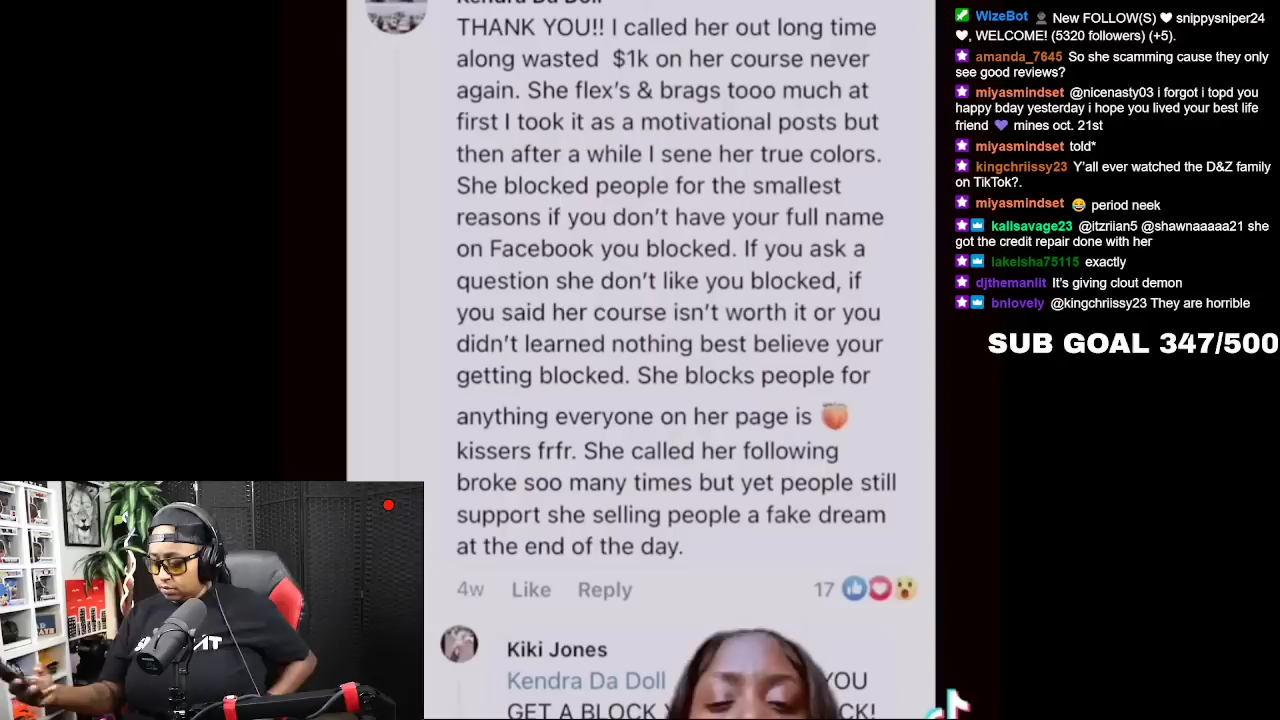 THANK YOU!! I called her out long time
along wasted $1k on her course never
again. She flex's & brags tooo much at
first I took it as a motivational posts but
then after a while I sene her true colors.
She blocked people for the smallest
reasons if you don't have your full name
on Facebook you blocked. If you ask a
question she don't like you blocked, if
you said her course isn't worth it or you
didn't learned nothing best believe your
getting blocked. She blocks people for
anything everyone on her page is 🍑
kissers frfr. She called her following
broke soo many times but yet people still
support she selling people a fake dream
at the end of the day.
4w Like Reply 17
Kiki Jones
Kendra Da Doll YOU
GET A BLOCK CK!
WizeBot New FOLLOW(S) snippysniper24
, WELCOME! (5320 followers) (+5).
amanda_7645 So she scamming cause they only
see good reviews?
miyasmindset @nicenasty03 i forgot i topd you
happy bday yesterday i hope you lived your best life
friend 💜 mines oct. 21st
miyasmindset told*
kingchriissy23 Y'all ever watched the D&Z family
on TikTok?.
miyasmindset 😂 period neek
kallsavage23 @itzriian5 @shawnaaaaa21 she
got the credit repair done with her
lakeisha75115 exactly
djthemanlit It's giving clout demon
bnlovely @kingchriissy23 They are horrible
SUB GOAL 347/500